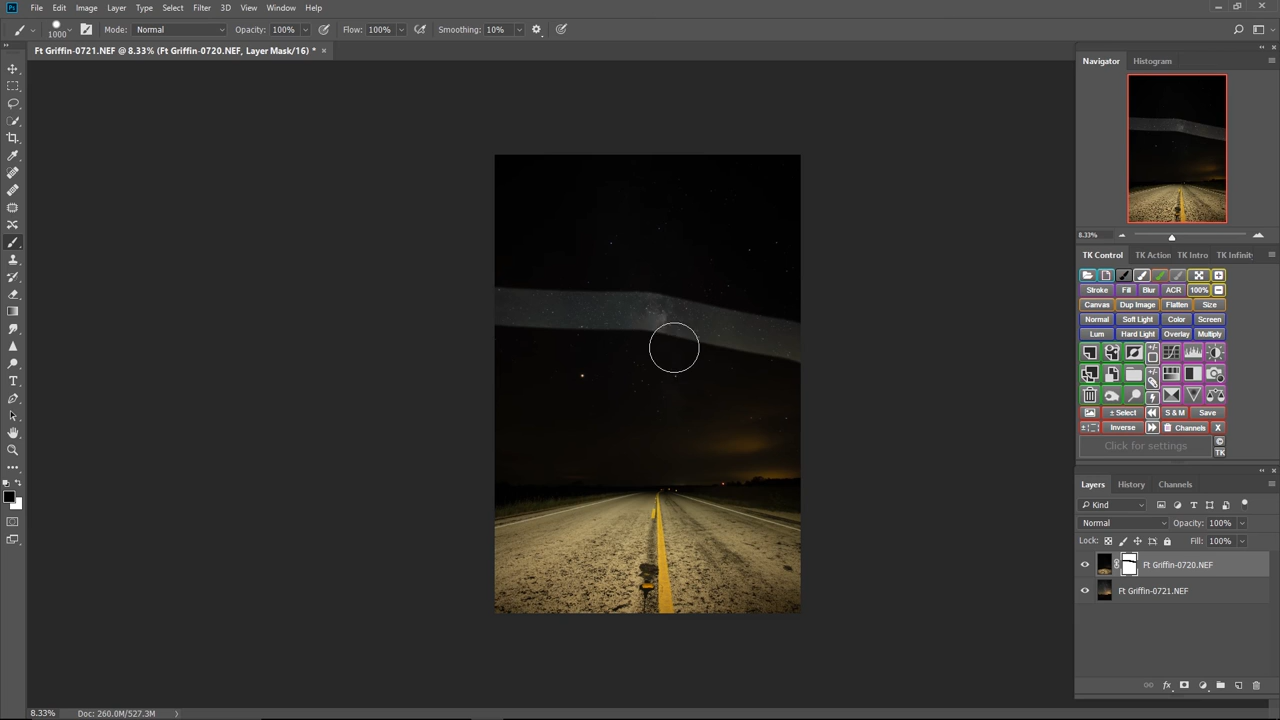 Ps File Edit Image Layer Type Select Filter 3D View Window Help
1000 Mode: Normal Opacity: 100% Flow: 100% Smoothing: 10%
Ft Griffin-0721.NEF @ 8.33% (Ft Griffin-0720.NEF, Layer Mask/16) * ×
Navigator Histogram
8.33%
TK Control TK Action TK Intro TK Infinit
Stroke Fill Blur ACR 100%
Canvas Dup Image Flatten Size
Normal Soft Light Color Screen
Lum Hard Light Overlay Multiply
± Select S & M Save
Inverse Channels X
Click for settings TK
Layers History Channels
Kind
Normal Opacity: 100%
Lock: Fill: 100%
Ft Griffin-0720.NEF
Ft Griffin-0721.NEF
fx
8.33% Doc: 260.0M/527.3M